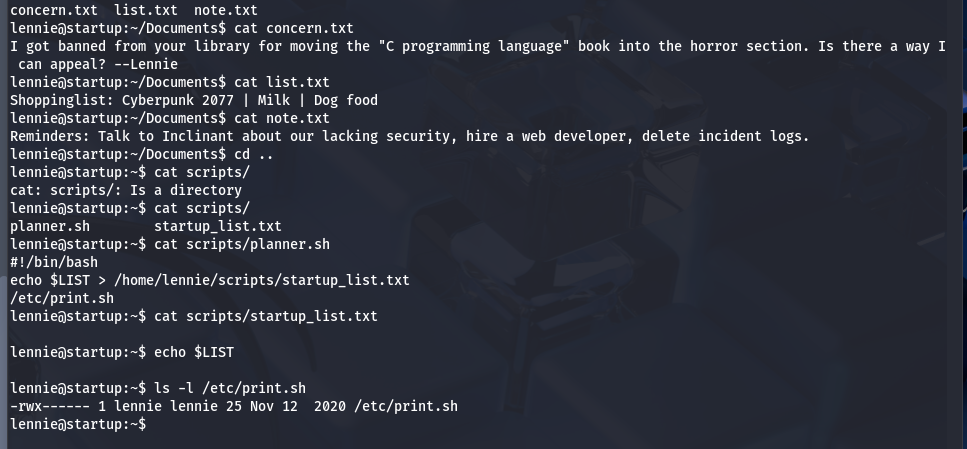 concern.txt  list.txt  note.txt
lennie@startup:~/Documents$ cat concern.txt
I got banned from your library for moving the "C programming language" book into the horror section. Is there a way I
 can appeal? --Lennie
lennie@startup:~/Documents$ cat list.txt
Shoppinglist: Cyberpunk 2077 | Milk | Dog food
lennie@startup:~/Documents$ cat note.txt
Reminders: Talk to Inclinant about our lacking security, hire a web developer, delete incident logs.
lennie@startup:~/Documents$ cd ..
lennie@startup:~$ cat scripts/
cat: scripts/: Is a directory
lennie@startup:~$ cat scripts/
planner.sh        startup_list.txt
lennie@startup:~$ cat scripts/planner.sh
#!/bin/bash
echo $LIST > /home/lennie/scripts/startup_list.txt
/etc/print.sh
lennie@startup:~$ cat scripts/startup_list.txt

lennie@startup:~$ echo $LIST

lennie@startup:~$ ls -l /etc/print.sh
-rwx------ 1 lennie lennie 25 Nov 12  2020 /etc/print.sh
lennie@startup:~$